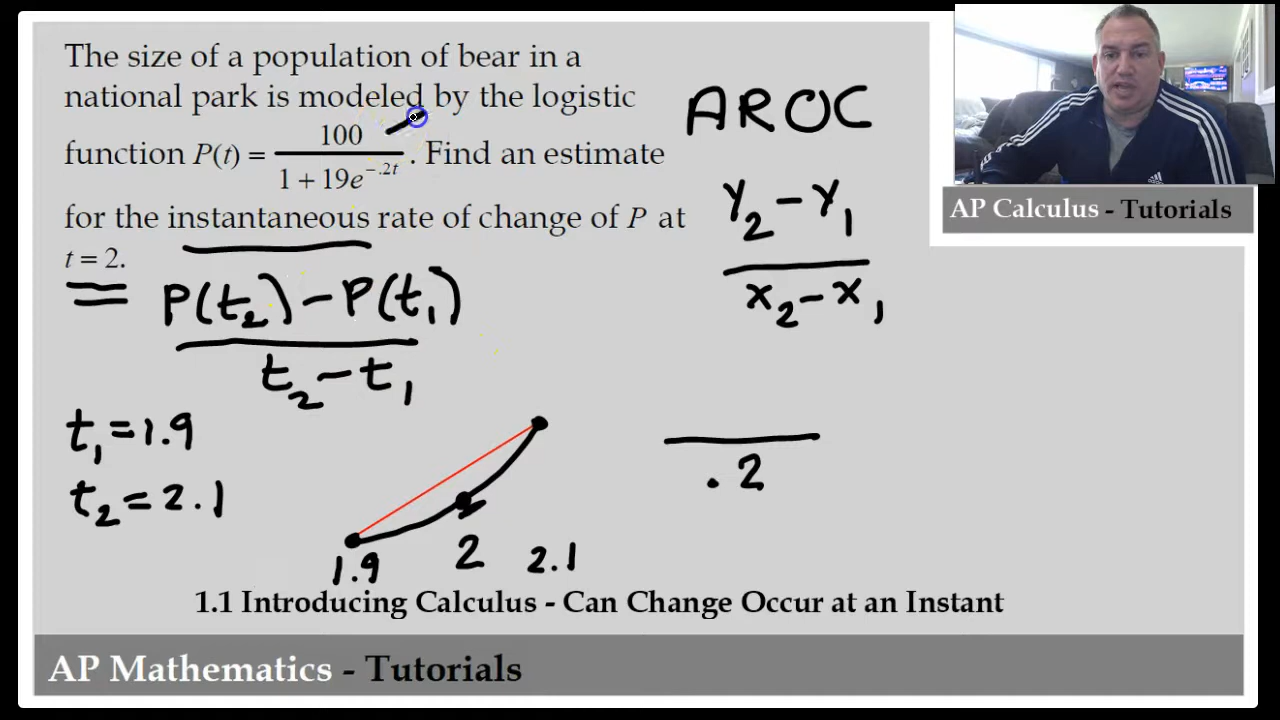 The size of a population of bear in a
national park is modeled by the logistic
function P(t) = 100 / 1 + 19e^-.2t . Find an estimate
for the instantaneous rate of change of P at
t = 2.
P(t₂) − P(t₁)
t₂ − t₁
t₁ = 1.9
t₂ = 2.1
1.9
2
2.1
AROC
y₂ − y₁
x₂ − x₁
.2
AP Calculus - Tutorials
1.1 Introducing Calculus - Can Change Occur at an Instant
AP Mathematics - Tutorials